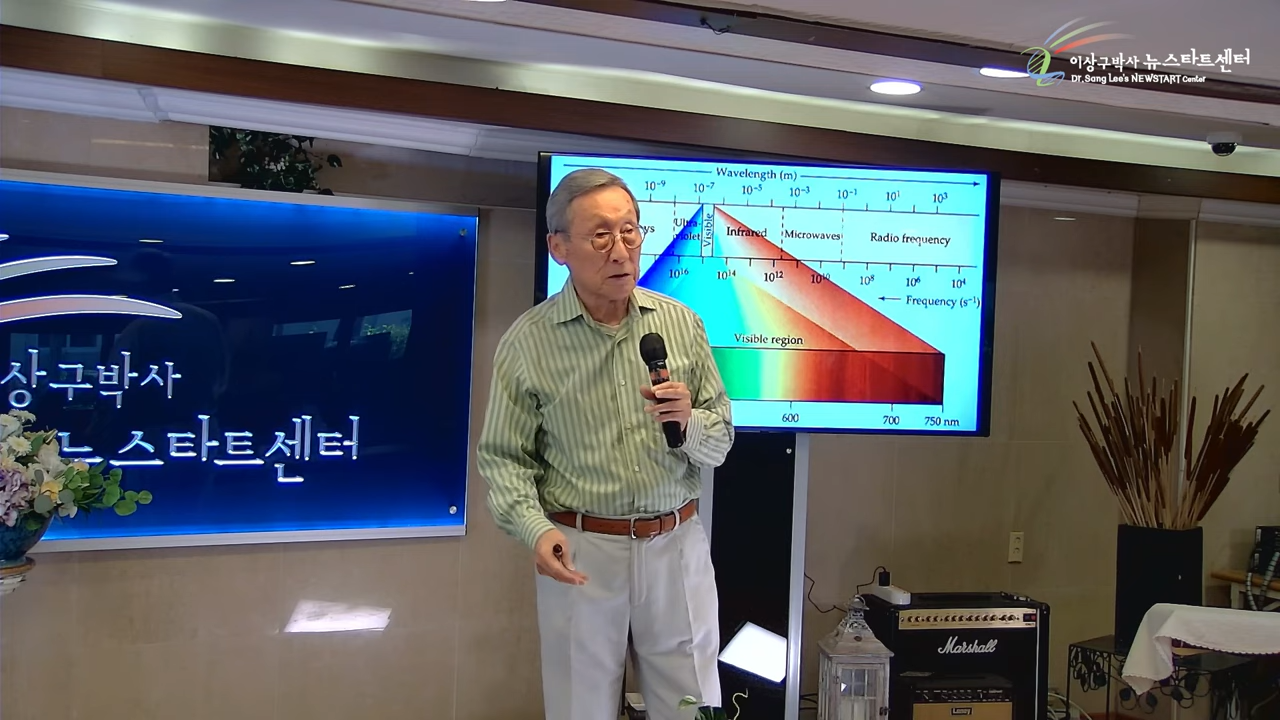 이상구박사 뉴스타트센터
Dr. Sang Lee's NEWSTART Center
Wavelength (m)
10⁻⁹ 10⁻⁷ 10⁻⁵ 10⁻³ 10⁻¹ 10¹ 10³
Visible Infrared Microwaves Radio frequency
10¹⁶ 10¹⁴ 10¹² 10¹⁰ 10⁸ 10⁶ 10⁴
Frequency (s⁻¹)
Visible region
600 700 750 nm
상구박사
뉴스타트센터
Marshall
Laney